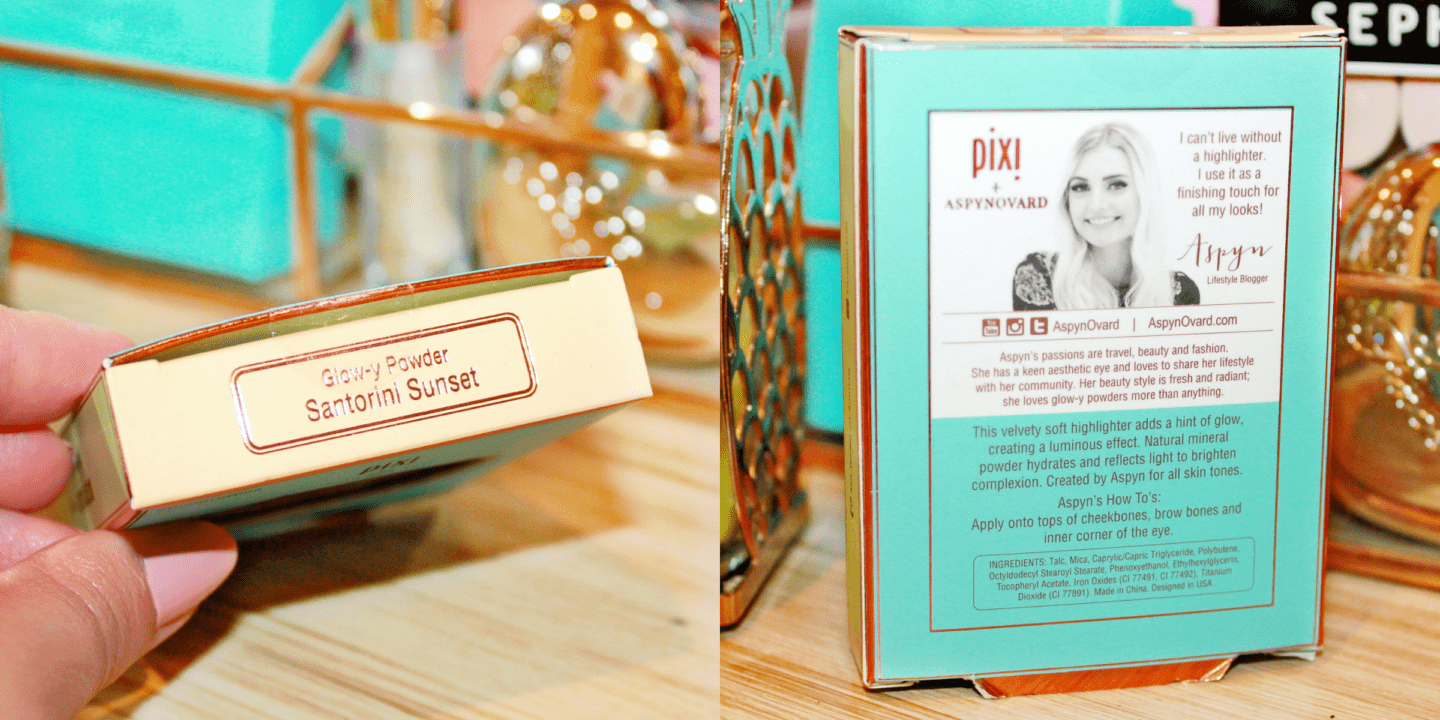 Glow-y Powder
Santorini Sunset
PIXI
SEPH
pixi
+
ASPYNOVARD
I can't live without
a highlighter.
I use it as a
finishing touch for
all my looks!
Aspyn
Lifestyle Blogger
You Tube AspynOvard | AspynOvard.com
Aspyn's passions are travel, beauty and fashion.
She has a keen aesthetic eye and loves to share her lifestyle
with her community. Her beauty style is fresh and radiant;
she loves glow-y powders more than anything.
This velvety soft highlighter adds a hint of glow,
creating a luminous effect. Natural mineral
powder hydrates and reflects light to brighten
complexion. Created by Aspyn for all skin tones.
Aspyn's How To's:
Apply onto tops of cheekbones, brow bones and
inner corner of the eye.
INGREDIENTS: Talc, Mica, Caprylic/Capric Triglyceride, Polybutene,
Octyldodecyl Stearoyl Stearate, Phenoxyethanol, Ethylhexylglycerin,
Tocopheryl Acetate, Iron Oxides (CI 77491, CI 77492), Titanium
Dioxide (CI 77891). Made in China. Designed in USA.